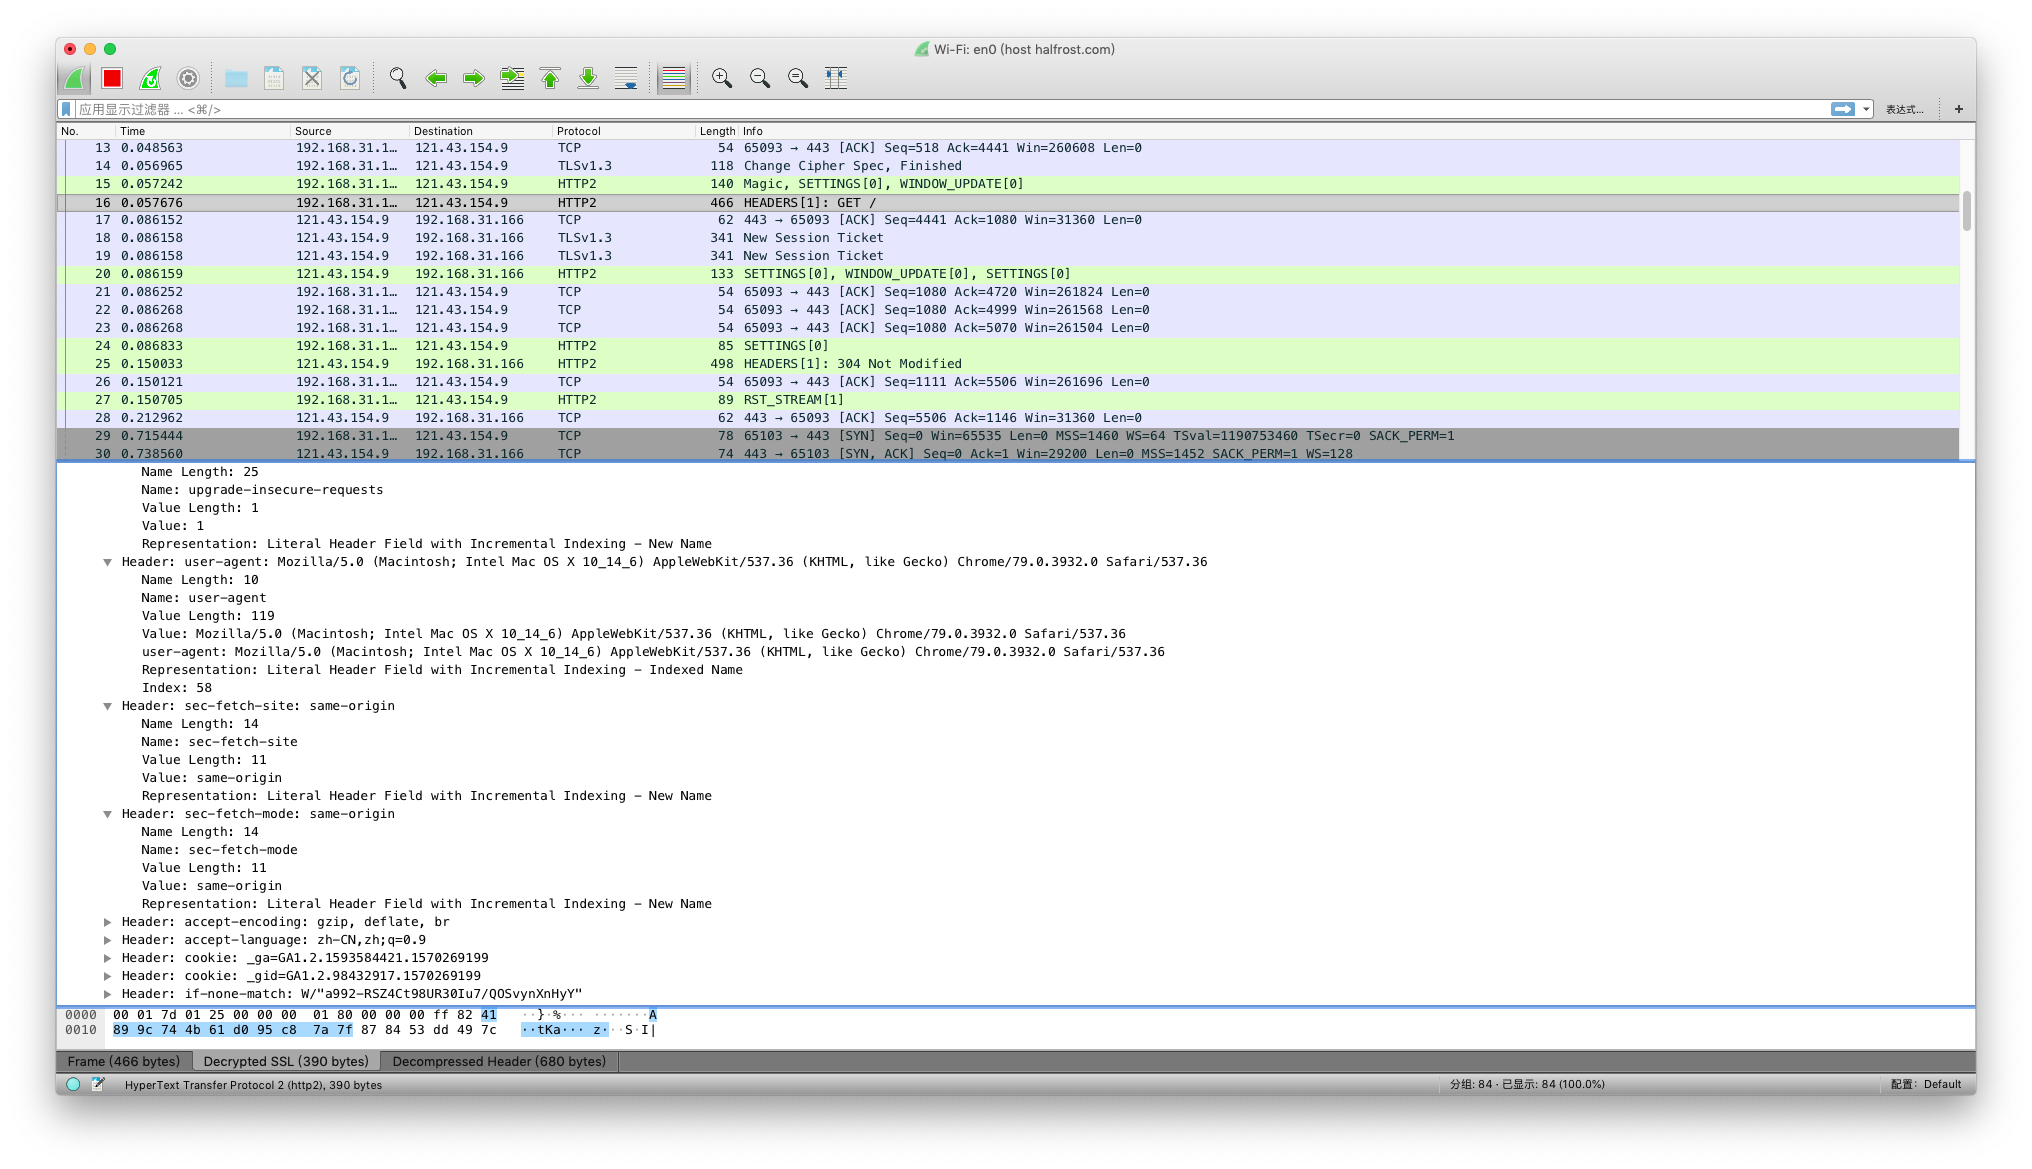 Wi-Fi: en0 (host halfrost.com)
应用显示过滤器 … <⌘/>
表达式… +
No. Time Source Destination Protocol Length Info
13 0.048563 192.168.31.1… 121.43.154.9 TCP 54 65093 → 443 [ACK] Seq=518 Ack=4441 Win=260608 Len=0
14 0.056965 192.168.31.1… 121.43.154.9 TLSv1.3 118 Change Cipher Spec, Finished
15 0.057242 192.168.31.1… 121.43.154.9 HTTP2 140 Magic, SETTINGS[0], WINDOW_UPDATE[0]
16 0.057676 192.168.31.1… 121.43.154.9 HTTP2 466 HEADERS[1]: GET /
17 0.086152 121.43.154.9 192.168.31.166 TCP 62 443 → 65093 [ACK] Seq=4441 Ack=1080 Win=31360 Len=0
18 0.086158 121.43.154.9 192.168.31.166 TLSv1.3 341 New Session Ticket
19 0.086158 121.43.154.9 192.168.31.166 TLSv1.3 341 New Session Ticket
20 0.086159 121.43.154.9 192.168.31.166 HTTP2 133 SETTINGS[0], WINDOW_UPDATE[0], SETTINGS[0]
21 0.086252 192.168.31.1… 121.43.154.9 TCP 54 65093 → 443 [ACK] Seq=1080 Ack=4720 Win=261824 Len=0
22 0.086268 192.168.31.1… 121.43.154.9 TCP 54 65093 → 443 [ACK] Seq=1080 Ack=4999 Win=261568 Len=0
23 0.086268 192.168.31.1… 121.43.154.9 TCP 54 65093 → 443 [ACK] Seq=1080 Ack=5070 Win=261504 Len=0
24 0.086833 192.168.31.1… 121.43.154.9 HTTP2 85 SETTINGS[0]
25 0.150033 121.43.154.9 192.168.31.166 HTTP2 498 HEADERS[1]: 304 Not Modified
26 0.150121 192.168.31.1… 121.43.154.9 TCP 54 65093 → 443 [ACK] Seq=1111 Ack=5506 Win=261696 Len=0
27 0.150705 192.168.31.1… 121.43.154.9 HTTP2 89 RST_STREAM[1]
28 0.212962 121.43.154.9 192.168.31.166 TCP 62 443 → 65093 [ACK] Seq=5506 Ack=1146 Win=31360 Len=0
29 0.715444 192.168.31.1… 121.43.154.9 TCP 78 65103 → 443 [SYN] Seq=0 Win=65535 Len=0 MSS=1460 WS=64 TSval=1190753460 TSecr=0 SACK_PERM=1
30 0.738560 121.43.154.9 192.168.31.166 TCP 74 443 → 65103 [SYN, ACK] Seq=0 Ack=1 Win=29200 Len=0 MSS=1452 SACK_PERM=1 WS=128
Name Length: 25
Name: upgrade-insecure-requests
Value Length: 1
Value: 1
Representation: Literal Header Field with Incremental Indexing - New Name
Header: user-agent: Mozilla/5.0 (Macintosh; Intel Mac OS X 10_14_6) AppleWebKit/537.36 (KHTML, like Gecko) Chrome/79.0.3932.0 Safari/537.36
Name Length: 10
Name: user-agent
Value Length: 119
Value: Mozilla/5.0 (Macintosh; Intel Mac OS X 10_14_6) AppleWebKit/537.36 (KHTML, like Gecko) Chrome/79.0.3932.0 Safari/537.36
user-agent: Mozilla/5.0 (Macintosh; Intel Mac OS X 10_14_6) AppleWebKit/537.36 (KHTML, like Gecko) Chrome/79.0.3932.0 Safari/537.36
Representation: Literal Header Field with Incremental Indexing - Indexed Name
Index: 58
Header: sec-fetch-site: same-origin
Name Length: 14
Name: sec-fetch-site
Value Length: 11
Value: same-origin
Representation: Literal Header Field with Incremental Indexing - New Name
Header: sec-fetch-mode: same-origin
Name Length: 14
Name: sec-fetch-mode
Value Length: 11
Value: same-origin
Representation: Literal Header Field with Incremental Indexing - New Name
Header: accept-encoding: gzip, deflate, br
Header: accept-language: zh-CN,zh;q=0.9
Header: cookie: _ga=GA1.2.1593584421.1570269199
Header: cookie: _gid=GA1.2.98432917.1570269199
Header: if-none-match: W/"a992-RSZ4Ct98UR30Iu7/QOSvynXnHyY"
0000 00 01 7d 01 25 00 00 00 01 80 00 00 00 ff 82 41 ··}·%··· ·······A
0010 89 9c 74 4b 61 d0 95 c8 7a 7f 87 84 53 dd 49 7c ··tKa··· z···S·I|
Frame (466 bytes) Decrypted SSL (390 bytes) Decompressed Header (680 bytes)
HyperText Transfer Protocol 2 (http2), 390 bytes 分组: 84 · 已显示: 84 (100.0%) 配置: Default